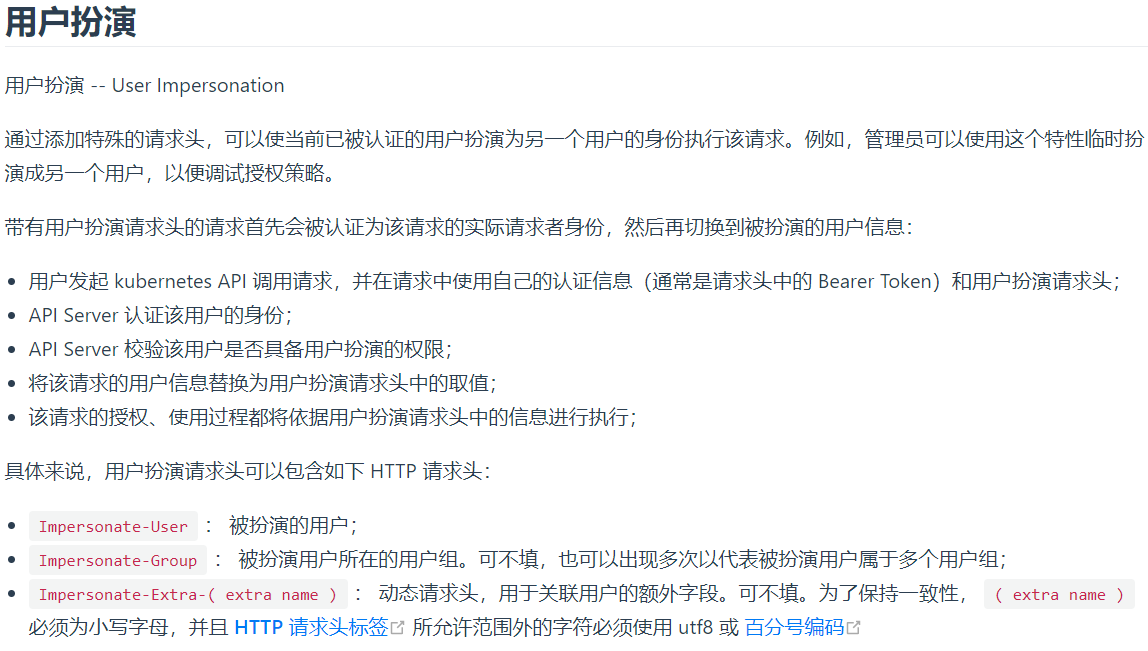 用户扮演
用户扮演 -- User Impersonation
通过添加特殊的请求头，可以使当前已被认证的用户扮演为另一个用户的身份执行该请求。例如，管理员可以使用这个特性临时扮
演成另一个用户，以便调试授权策略。
带有用户扮演请求头的请求首先会被认证为该请求的实际请求者身份，然后再切换到被扮演的用户信息：
• 用户发起 kubernetes API 调用请求，并在请求中使用自己的认证信息（通常是请求头中的 Bearer Token）和用户扮演请求头；
• API Server 认证该用户的身份；
• API Server 校验该用户是否具备用户扮演的权限；
• 将该请求的用户信息替换为用户扮演请求头中的取值；
• 该请求的授权、使用过程都将依据用户扮演请求头中的信息进行执行；
具体来说，用户扮演请求头可以包含如下 HTTP 请求头：
• Impersonate-User ： 被扮演的用户；
• Impersonate-Group ： 被扮演用户所在的用户组。可不填，也可以出现多次以代表被扮演用户属于多个用户组；
• Impersonate-Extra-( extra name ) ： 动态请求头，用于关联用户的额外字段。可不填。为了保持一致性， ( extra name )
必须为小写字母，并且 HTTP 请求头标签 所允许范围外的字符必须使用 utf8 或 百分号编码